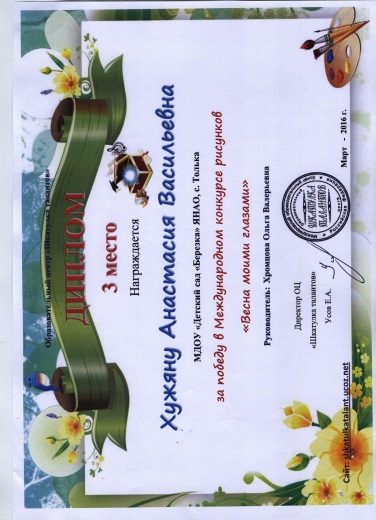 Образовательный центр «Шкатулка талантов»
ДИПЛОМ
3 место
Награждается
Хужяну Анастасия Васильевна
МДОУ «Детский сад «Березка» ЯНАО, с. Толька
за победу в Международном конкурсе рисунков
«Весна моими глазами»
Руководитель: Хромцова Ольга Валерьевна
Директор ОЦ
«Шкатулка талантов»
Усов Е.А.
ШКАТУЛКА
ТАЛАНТОВ
Март - 2016 г.
Сайт: shkatulkatalant.ucoz.net